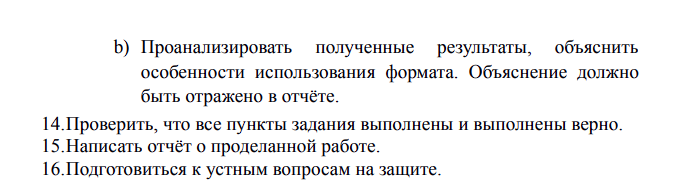 b) Проанализировать полученные результаты, объяснить
особенности использования формата. Объяснение должно
быть отражено в отчёте.
14.Проверить, что все пункты задания выполнены и выполнены верно.
15.Написать отчёт о проделанной работе.
16.Подготовиться к устным вопросам на защите.